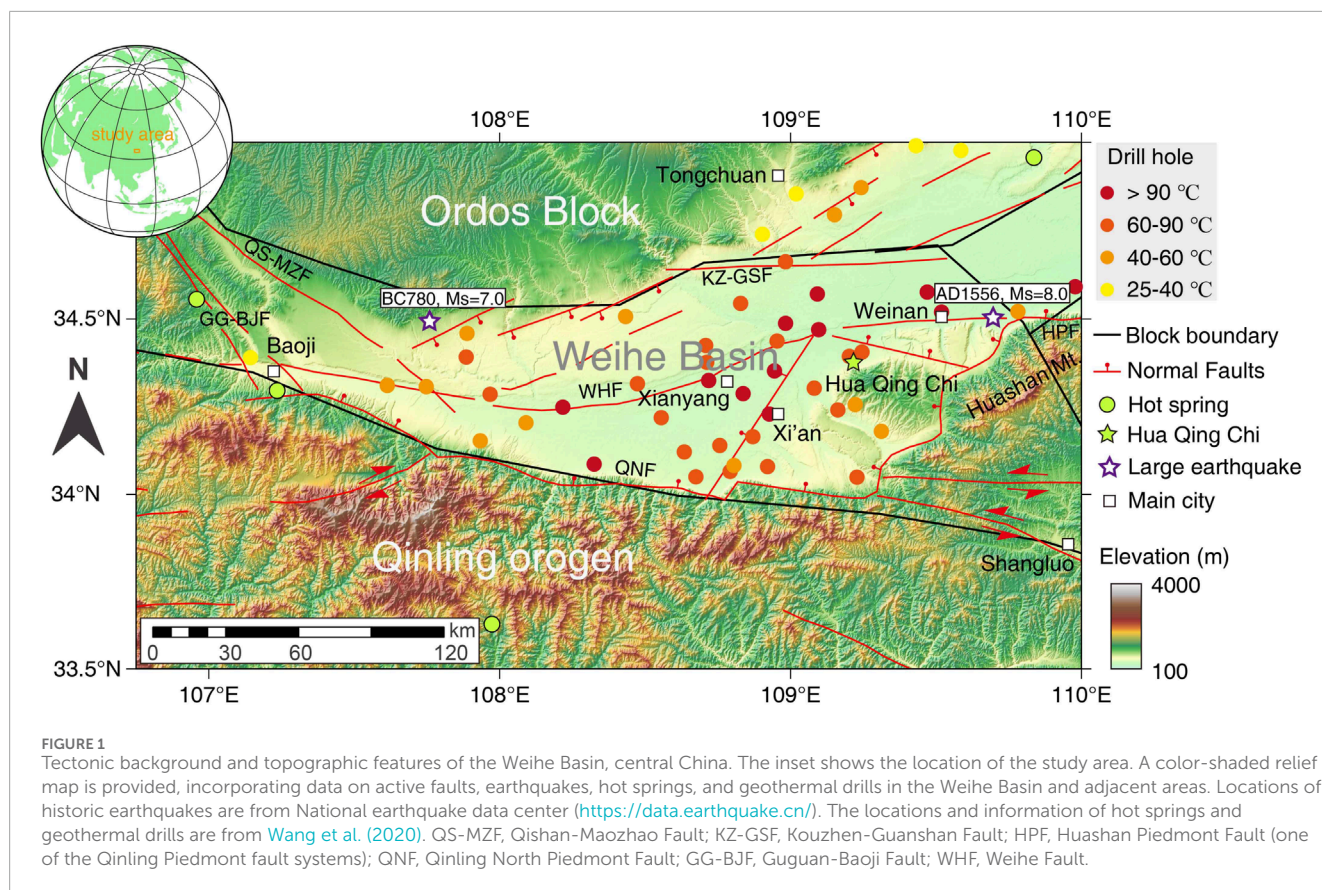 108°E
109°E
110°E
study area
Tongchuan
Drill hole
> 90 ℃
60-90 ℃
40-60 ℃
25-40 ℃
Ordos Block
QS-MZF
KZ-GSF
BC780, Ms=7.0
AD1556, Ms=8.0
Weinan
34.5°N
GG-BJF
Baoji
HPF
Block boundary
Weihe Basin
Normal Faults
N
WHF
Xianyang
Hua Qing Chi
Huashan Mt.
Hot spring
Hua Qing Chi
Xi'an
Large earthquake
QNF
34°N
Main city
Qinling orogen
Shangluo
Elevation (m)
4000
100
km
0 30 60 120
33.5°N
107°E
108°E
109°E
110°E
FIGURE 1
Tectonic background and topographic features of the Weihe Basin, central China. The inset shows the location of the study area. A color-shaded relief
map is provided, incorporating data on active faults, earthquakes, hot springs, and geothermal drills in the Weihe Basin and adjacent areas. Locations of
historic earthquakes are from National earthquake data center (https://data.earthquake.cn/). The locations and information of hot springs and
geothermal drills are from Wang et al. (2020). QS-MZF, Qishan-Maozhao Fault; KZ-GSF, Kouzhen-Guanshan Fault; HPF, Huashan Piedmont Fault (one
of the Qinling Piedmont fault systems); QNF, Qinling North Piedmont Fault; GG-BJF, Guguan-Baoji Fault; WHF, Weihe Fault.